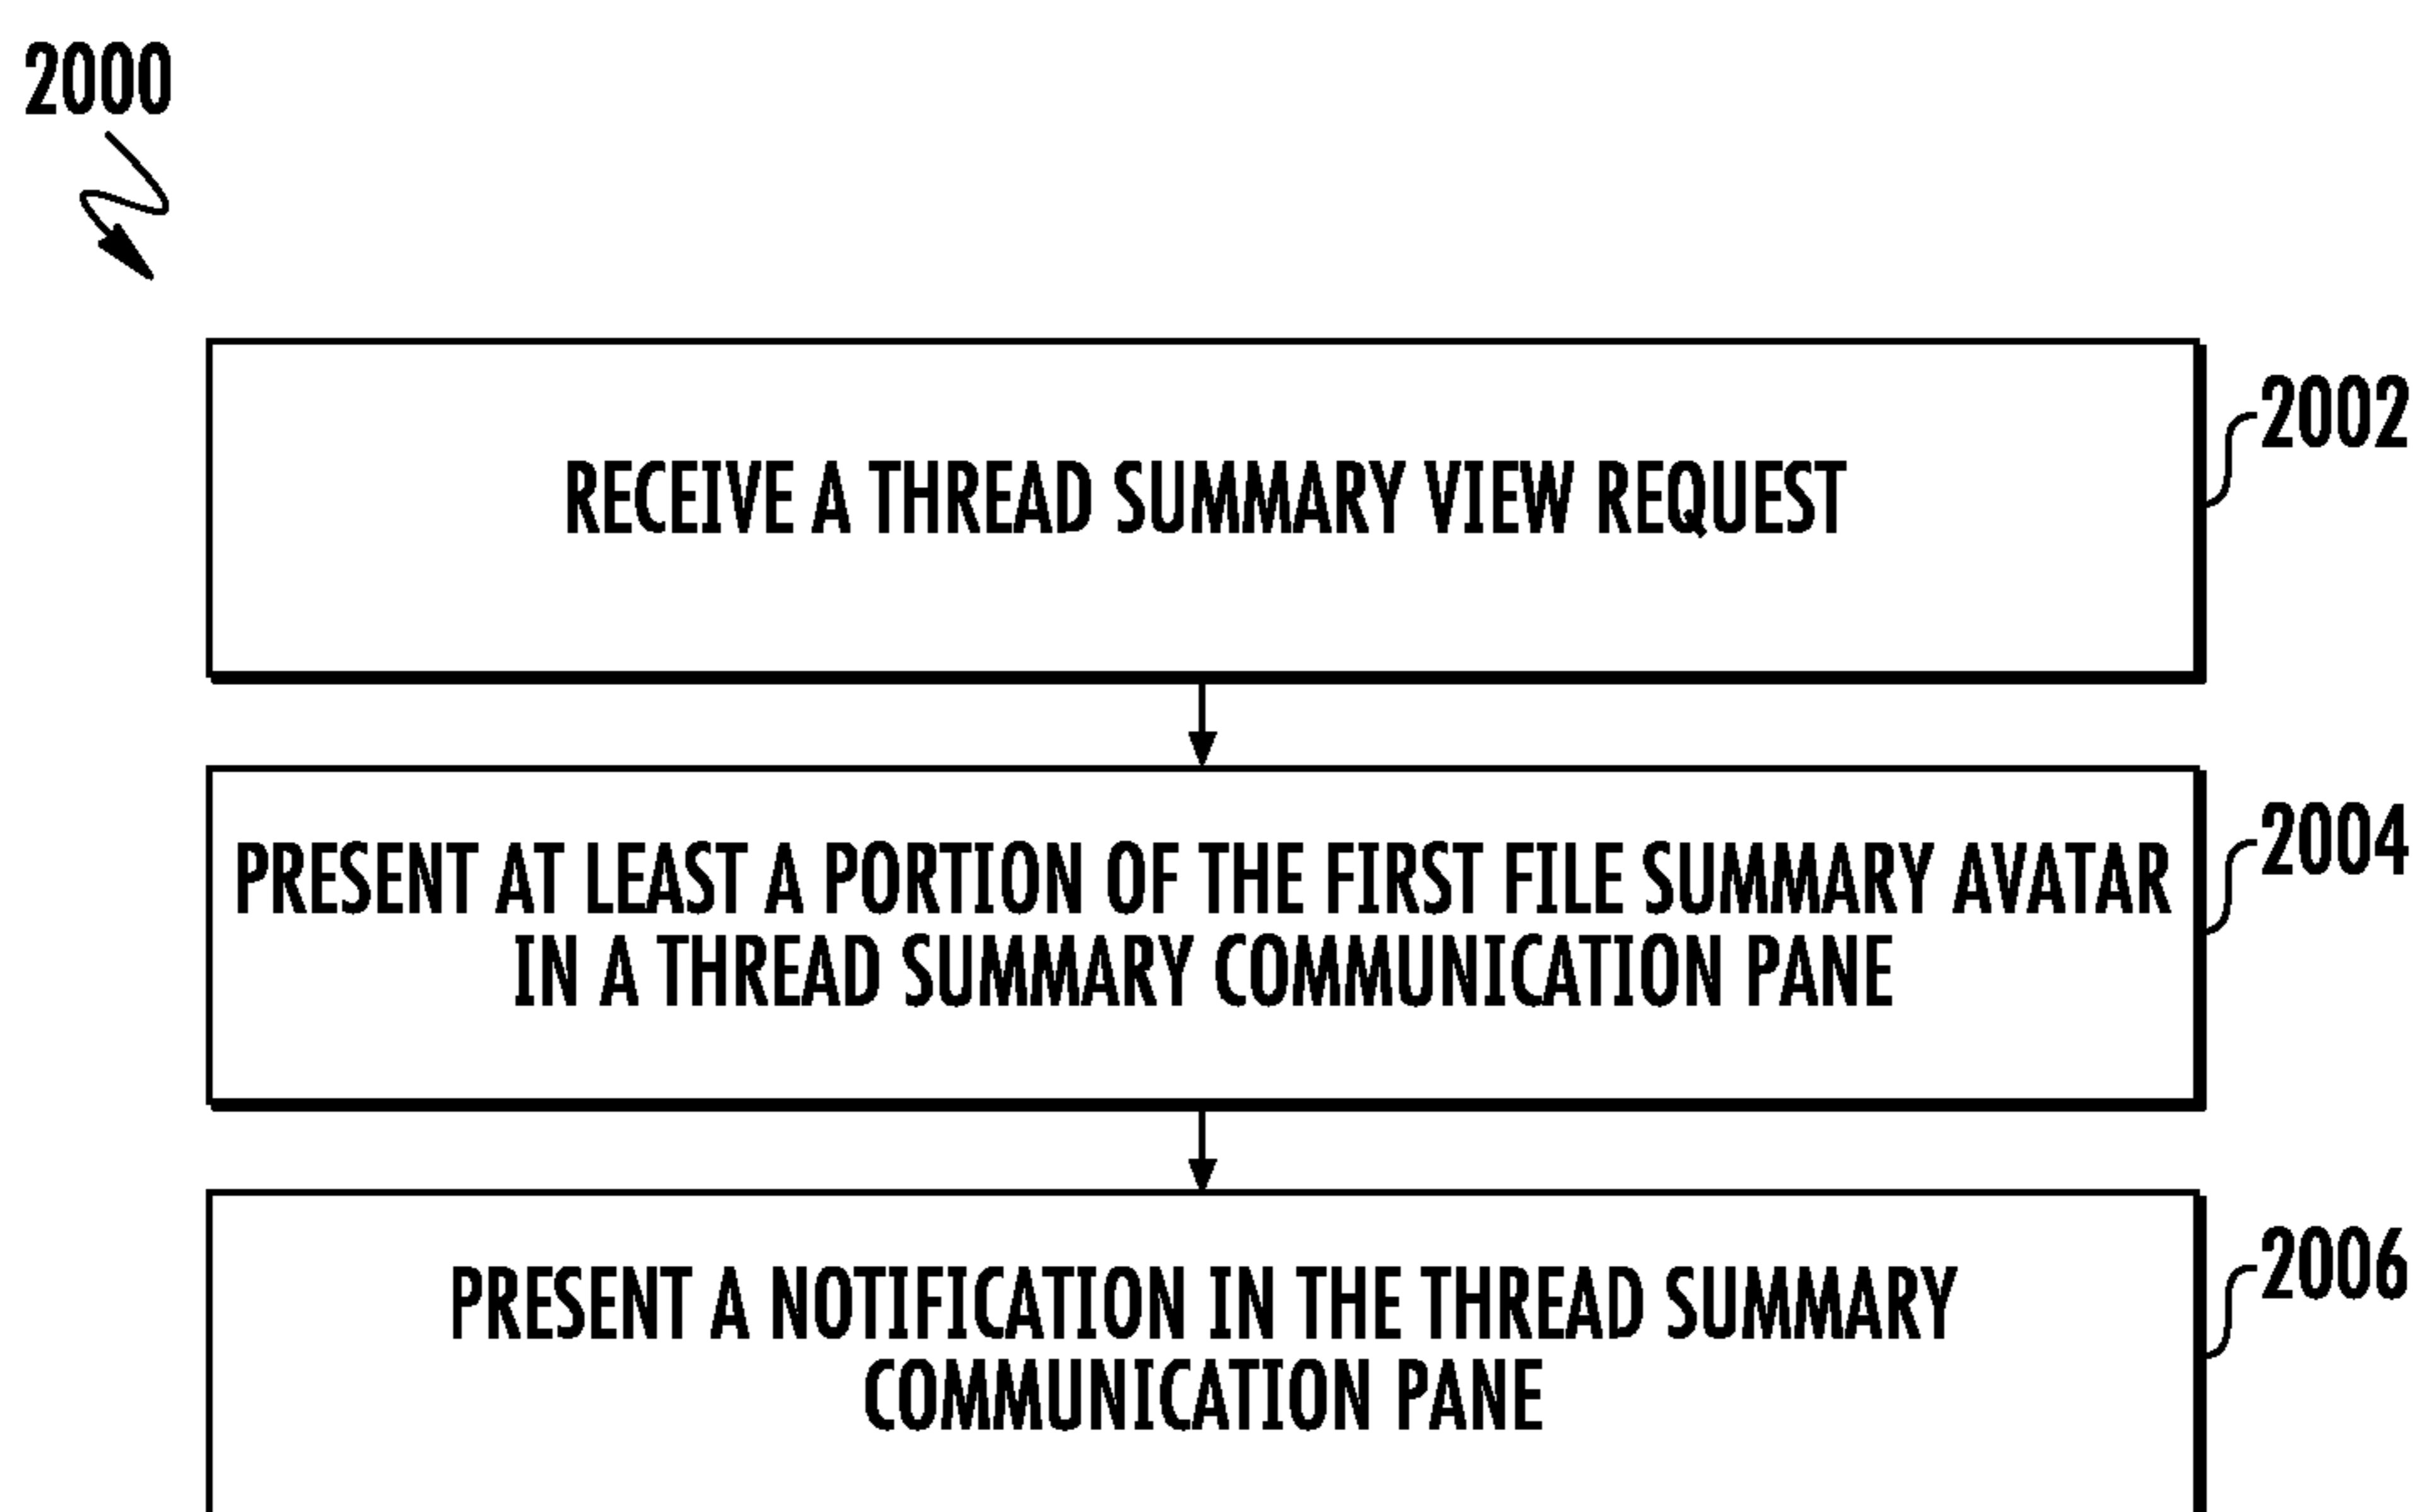 2000
RECEIVE A THREAD SUMMARY VIEW REQUEST
2002
PRESENT AT LEAST A PORTION OF THE FIRST FILE SUMMARY AVATAR
IN A THREAD SUMMARY COMMUNICATION PANE
2004
PRESENT A NOTIFICATION IN THE THREAD SUMMARY
COMMUNICATION PANE
2006